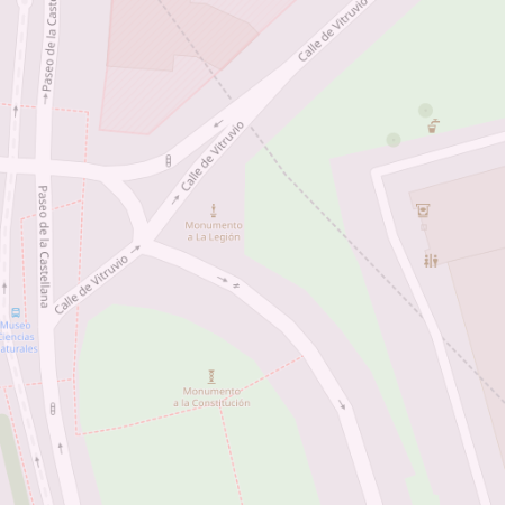 Paseo de la Caste
Calle de Vitruvio
Calle de Vitruvio
Paseo de la Castellana
Monumento
a La Legión
Calle de Vitruvio
Museo
Ciencias
aturales
Monumento
a la Constitución